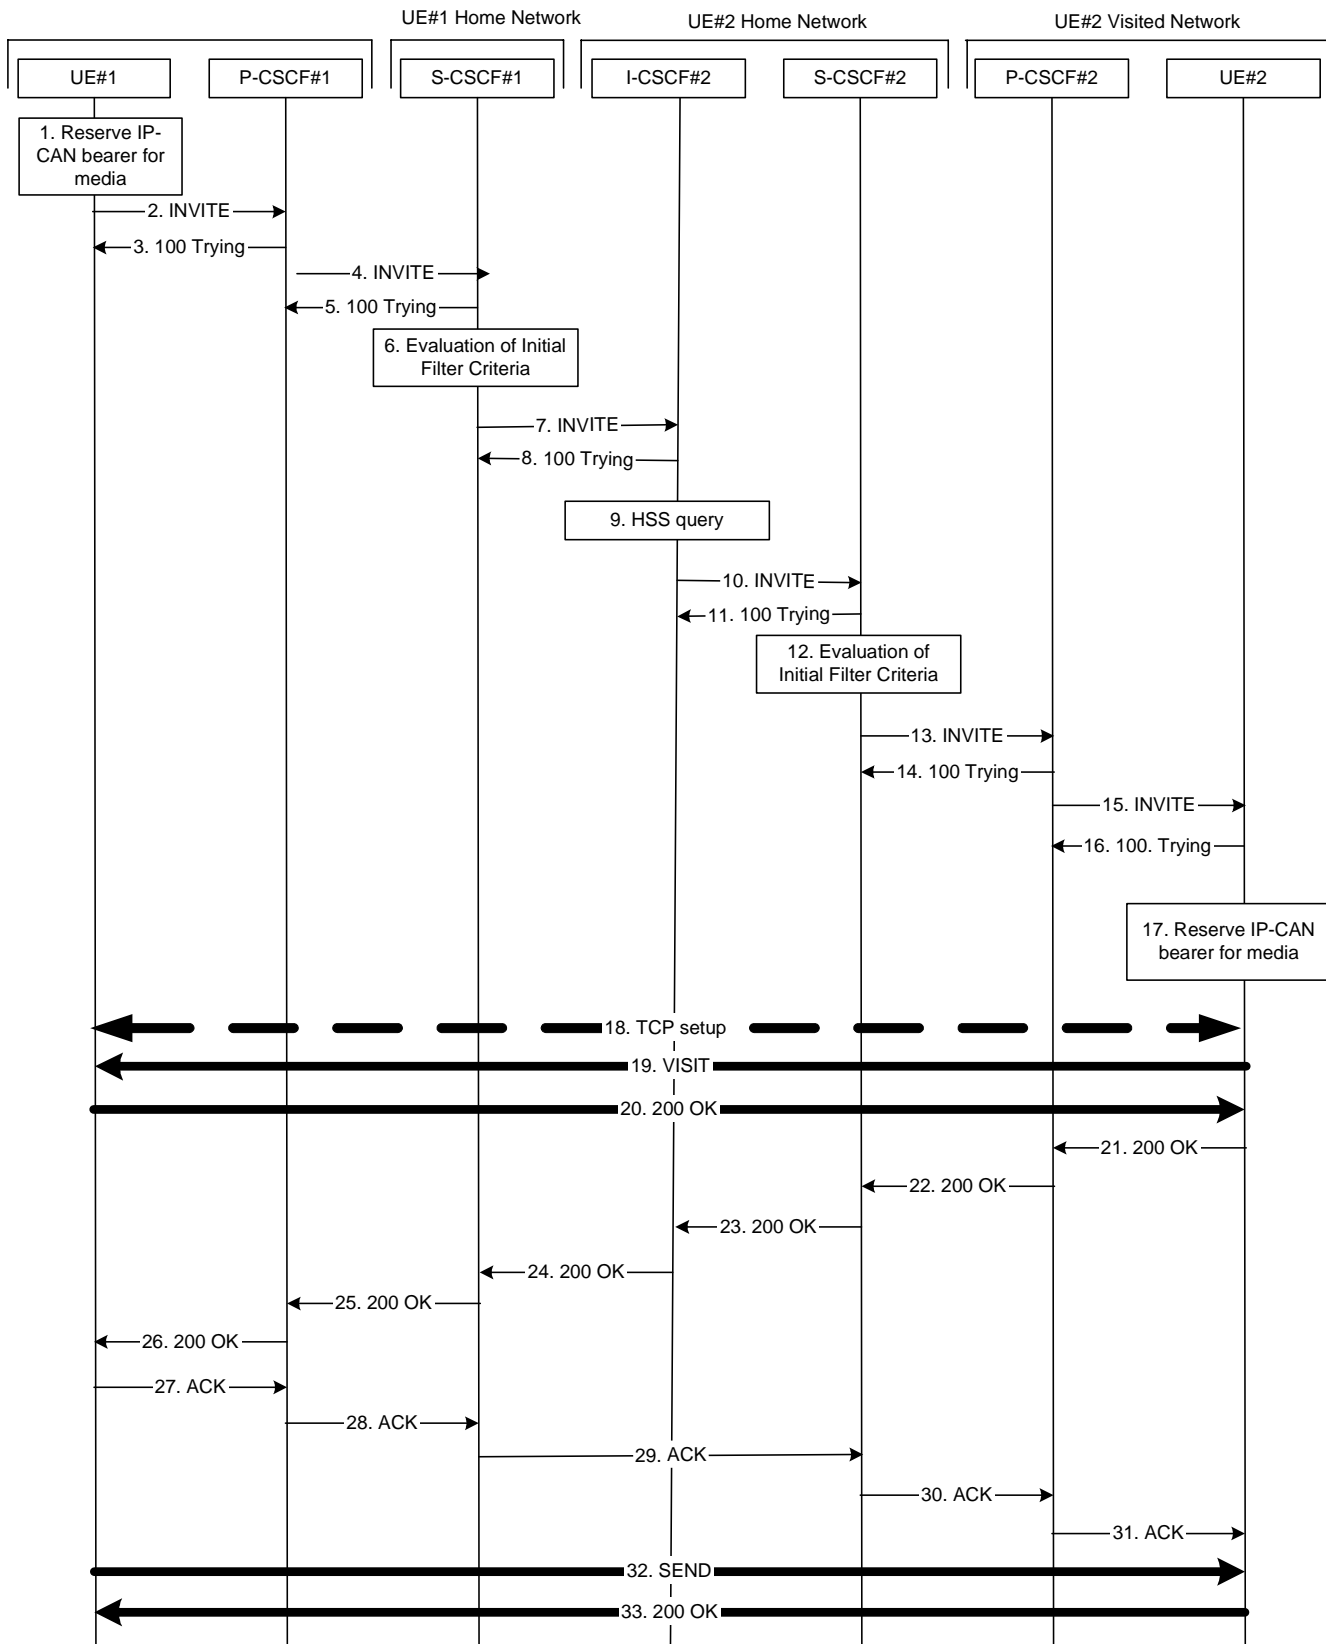 UE#1 Home Network
UE#2 Home Network
UE#2 Visited Network
UE#1
P-CSCF#1
S-CSCF#1
I-CSCF#2
S-CSCF#2
P-CSCF#2
UE#2
1. Reserve IP-
CAN bearer for
media
2. INVITE
3. 100 Trying
4. INVITE
5. 100 Trying
6. Evaluation of Initial
Filter Criteria
7. INVITE
8. 100 Trying
9. HSS query
10. INVITE
11. 100 Trying
12. Evaluation of
Initial Filter Criteria
13. INVITE
14. 100 Trying
15. INVITE
16. 100. Trying
17. Reserve IP-CAN
bearer for media
18. TCP setup
19. VISIT
20. 200 OK
21. 200 OK
22. 200 OK
23. 200 OK
24. 200 OK
25. 200 OK
26. 200 OK
27. ACK
28. ACK
29. ACK
30. ACK
31. ACK
32. SEND
33. 200 OK